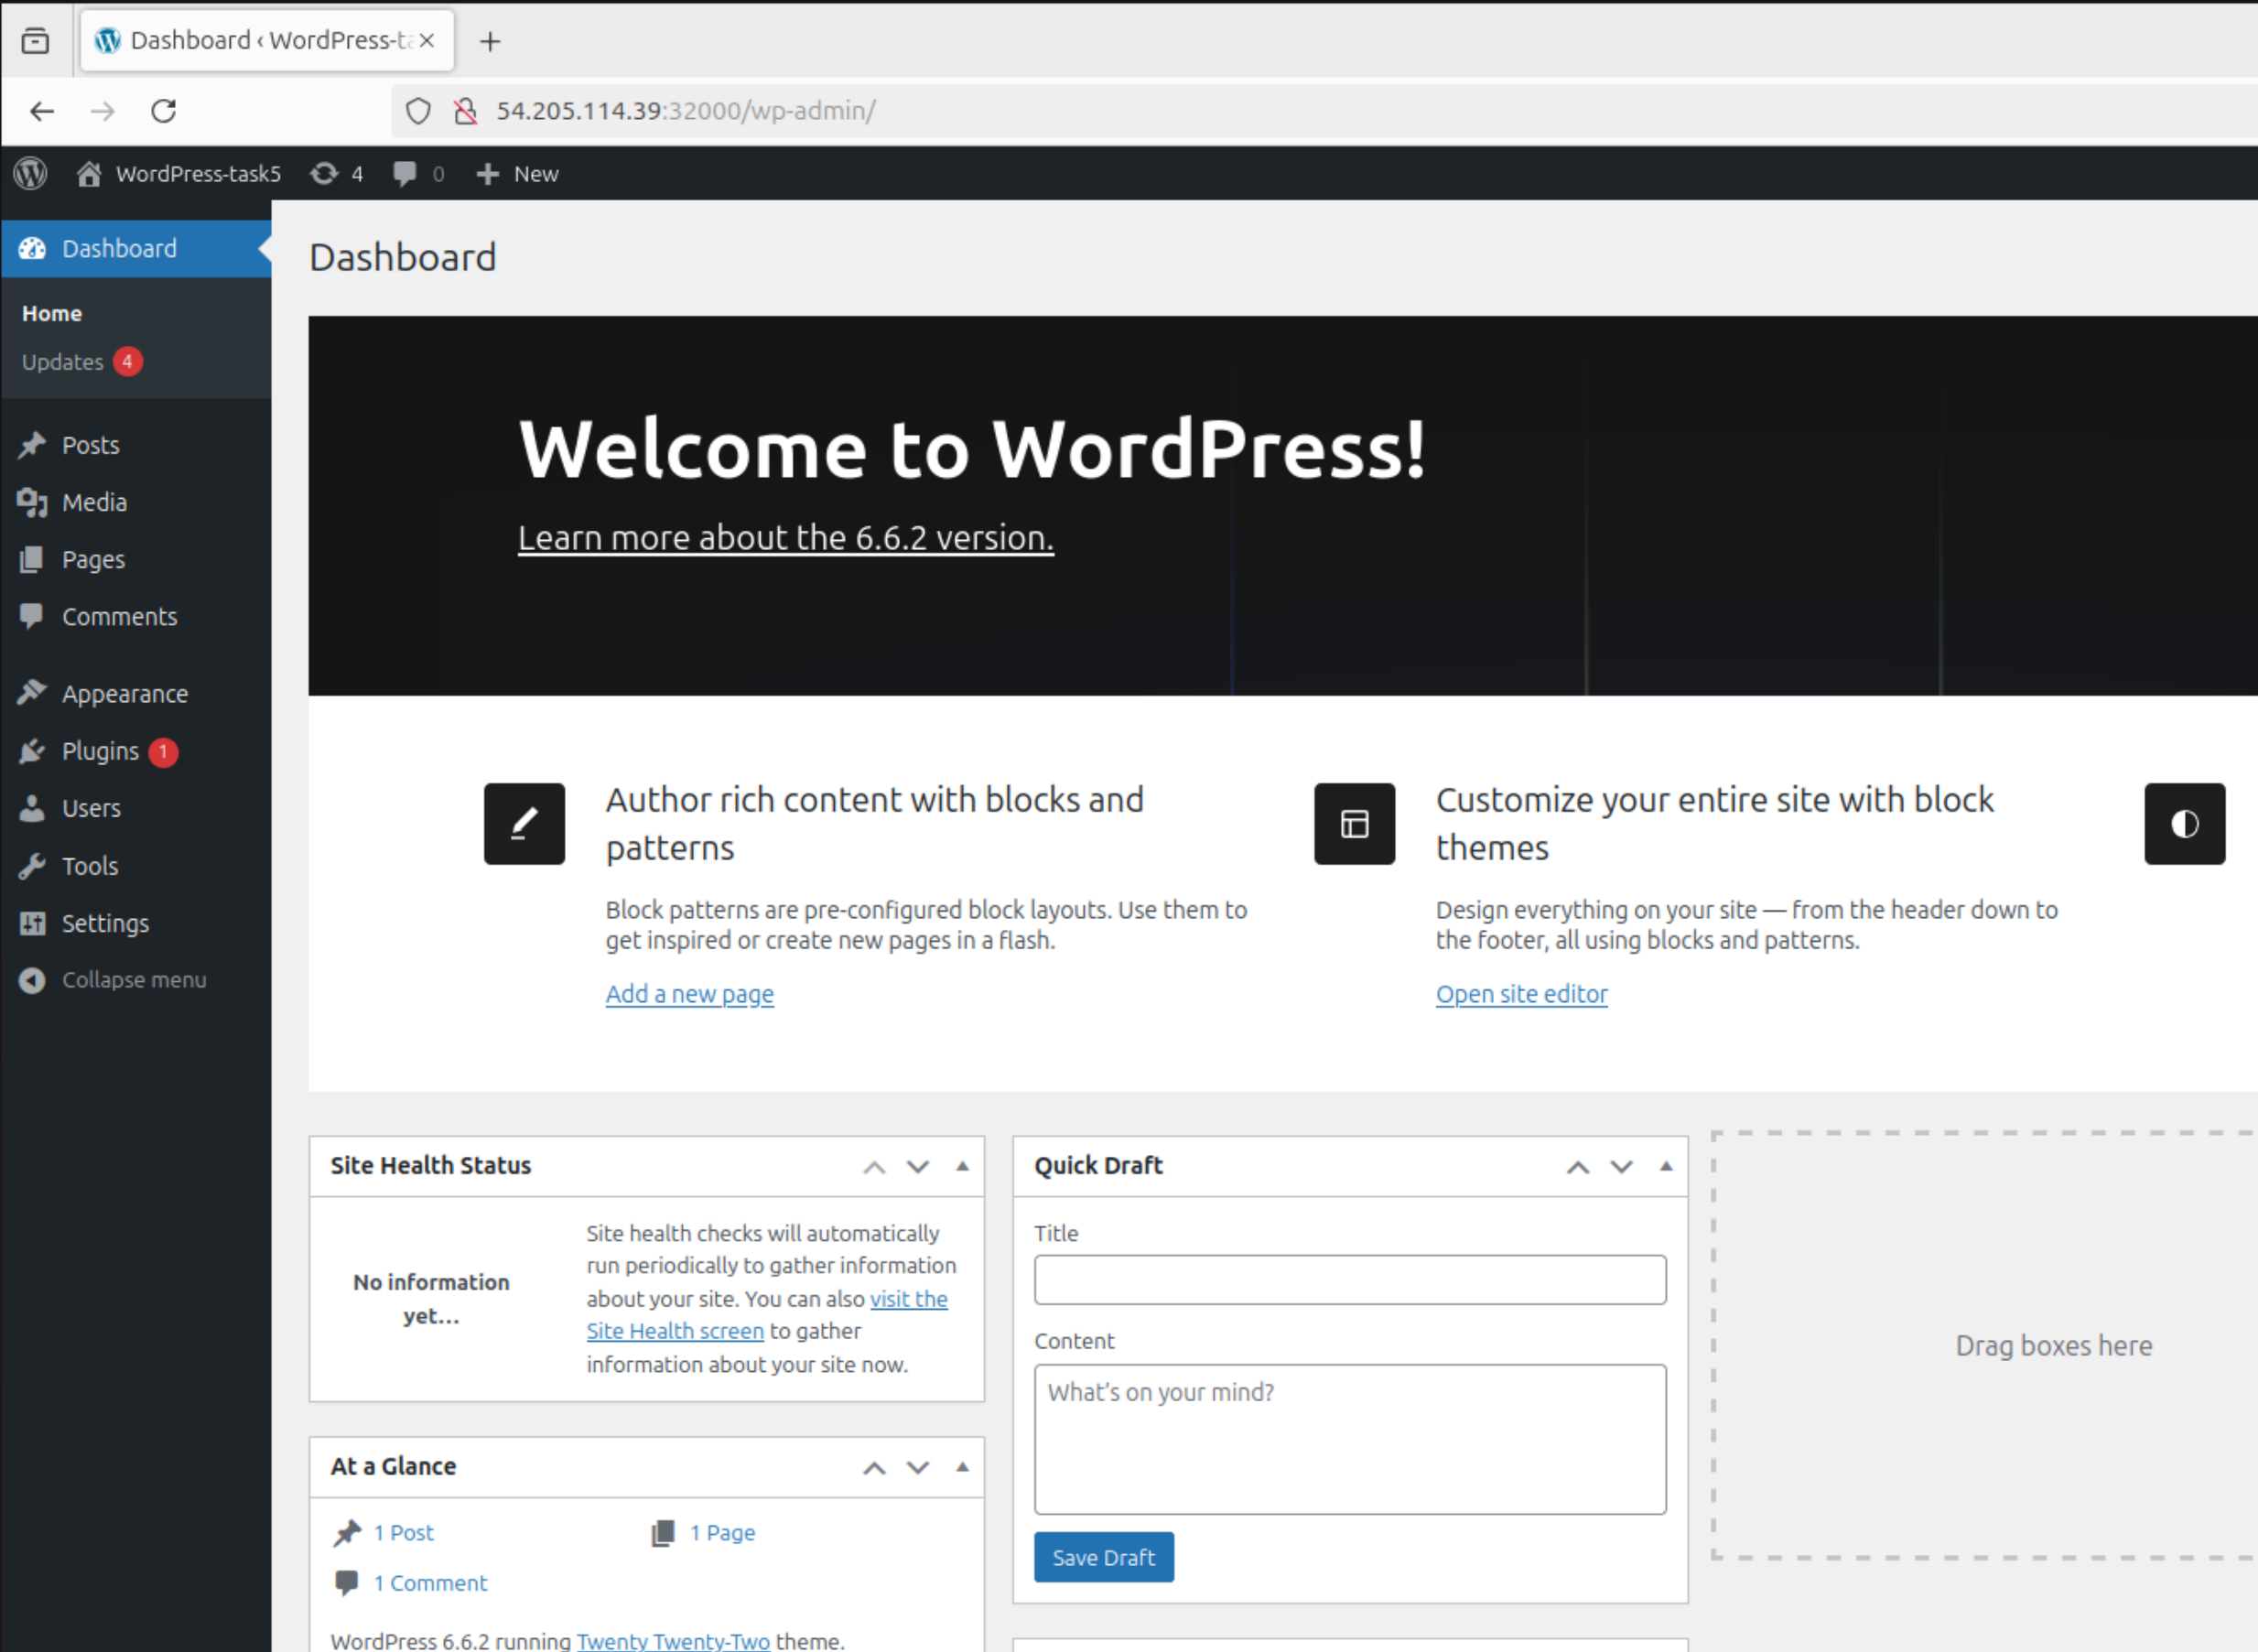 Dashboard ‹ WordPress-ta
54.205.114.39:32000/wp-admin/
WordPress-task5 4 0 New
Dashboard
Home
Updates 4
Posts
Media
Pages
Comments
Appearance
Plugins 1
Users
Tools
Settings
Collapse menu
Dashboard
Welcome to WordPress!
Learn more about the 6.6.2 version.
Author rich content with blocks and
patterns
Block patterns are pre-configured block layouts. Use them to
get inspired or create new pages in a flash.
Add a new page
Customize your entire site with block
themes
Design everything on your site — from the header down to
the footer, all using blocks and patterns.
Open site editor
Site Health Status
No information
yet…
Site health checks will automatically
run periodically to gather information
about your site. You can also visit the
Site Health screen to gather
information about your site now.
At a Glance
1 Post
1 Page
1 Comment
WordPress 6.6.2 running Twenty Twenty-Two theme.
Quick Draft
Title
Content
What’s on your mind?
Save Draft
Drag boxes here